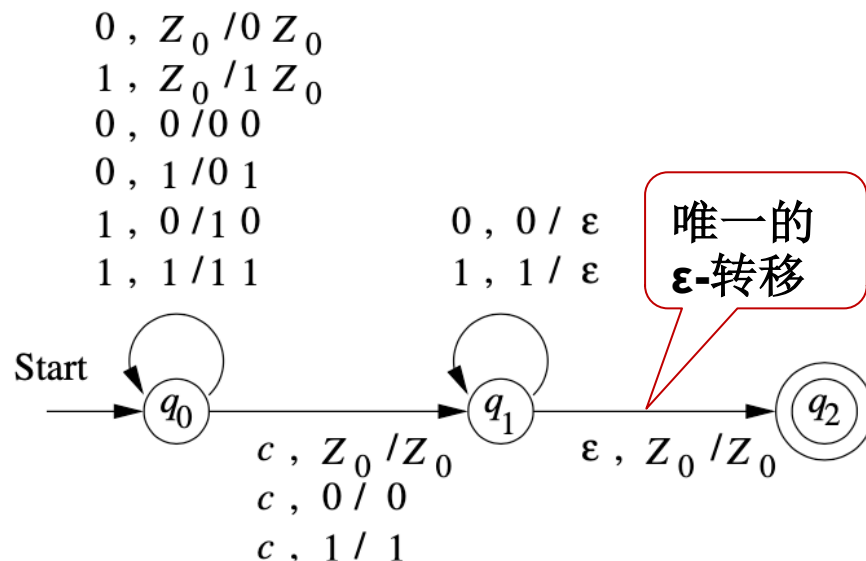 0 , Z₀ /0 Z₀
1 , Z₀ /1 Z₀
0 , 0 /0 0
0 , 1 /0 1
1 , 0 /1 0
1 , 1 /1 1
0 , 0 / ε
1 , 1 / ε
唯一的
ε-转移
Start
q₀
q₁
q₂
c , Z₀ /Z₀
c , 0 / 0
c , 1 / 1
ε , Z₀ /Z₀